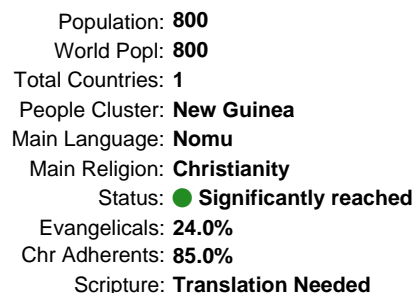 Population: 800
World Popl: 800
Total Countries: 1
People Cluster: New Guinea
Main Language: Nomu
Main Religion: Christianity
Status: Significantly reached
Evangelicals: 24.0%
Chr Adherents: 85.0%
Scripture: Translation Needed